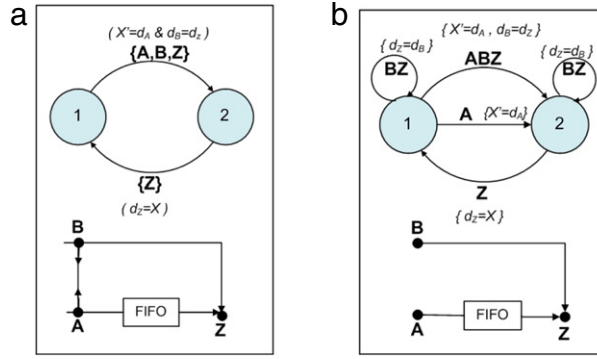 a
( X'=dA & dB=dz )
{A,B,Z}
1
2
{Z}
( dZ=X )
B
FIFO
A
Z
b
{ X'=dA , dB=dZ }
{ dZ=dB }
{ dZ=dB }
BZ
ABZ
BZ
1
A {X'=dA}
2
Z
{ dZ=X }
B
FIFO
A
Z